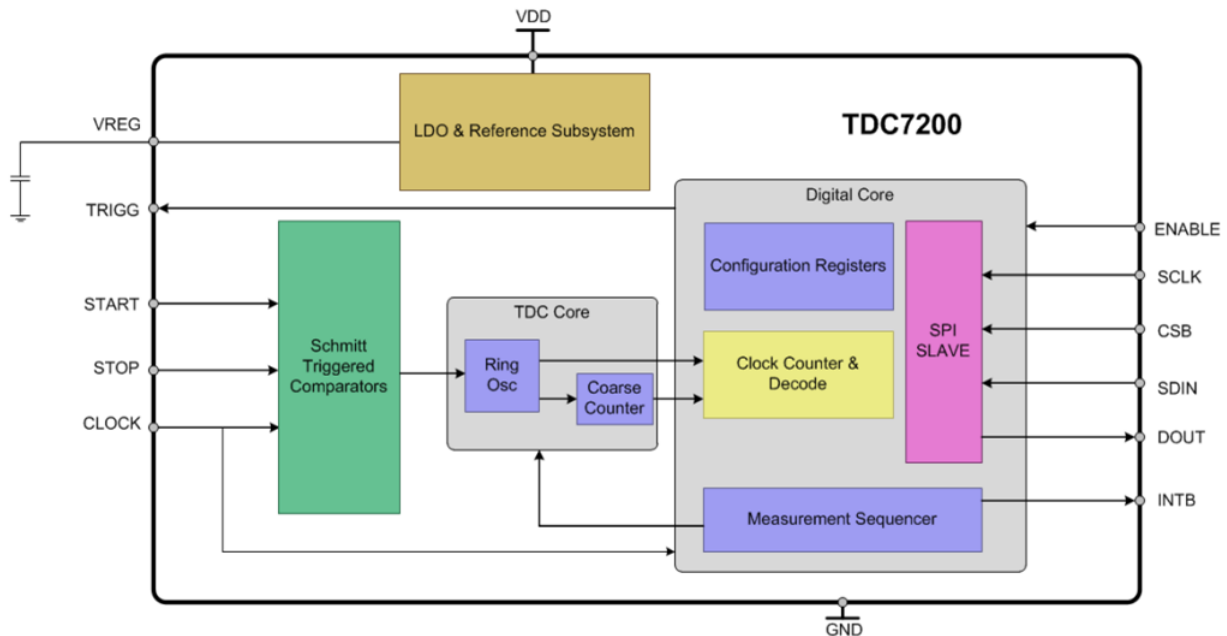 VDD
LDO & Reference Subsystem
TDC7200
VREG
TRIGG
START
STOP
CLOCK
Schmitt
Triggered
Comparators
TDC Core
Ring
Osc
Coarse
Counter
Digital Core
Configuration Registers
Clock Counter &
Decode
SPI
SLAVE
Measurement Sequencer
ENABLE
SCLK
CSB
SDIN
DOUT
INTB
GND